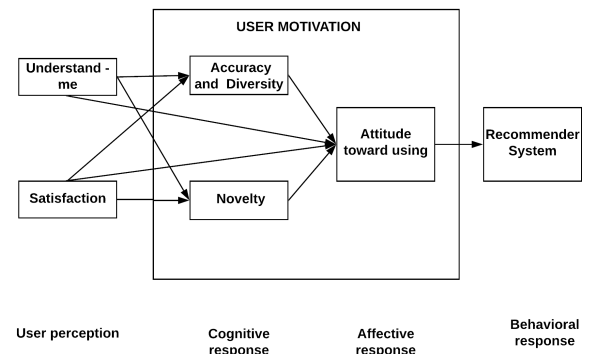 USER MOTIVATION
Understand -
me
Accuracy
and Diversity
Attitude
toward using
Recommender
System
Satisfaction
Novelty
User perception
Cognitive
response
Affective
response
Behavioral
response